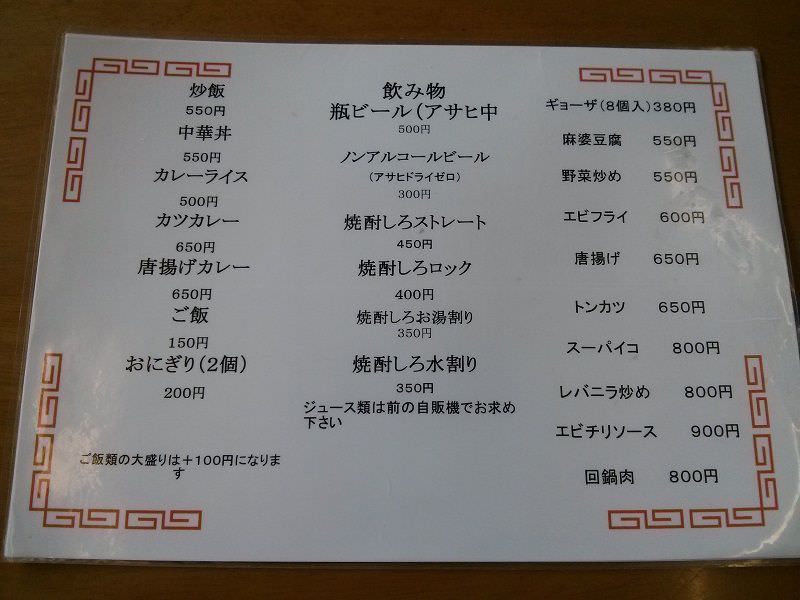 炒飯
550円
中華丼
550円
カレーライス
500円
カツカレー
650円
唐揚げカレー
650円
ご飯
150円
おにぎり(2個)
200円
ご飯類の大盛りは+100円になりま
す
飲み物
瓶ビール(アサヒ中
500円
ノンアルコールビール
(アサヒドライゼロ)
300円
焼酎しろストレート
450円
焼酎しろロック
400円
焼酎しろお湯割り
350円
焼酎しろ水割り
350円
ジュース類は前の自販機でお求め
下さい
ギョーザ(8個入)380円
麻婆豆腐 550円
野菜炒め 550円
エビフライ 600円
唐揚げ 650円
トンカツ 650円
スーパイコ 800円
レバニラ炒め 800円
エビチリソース 900円
回鍋肉 800円